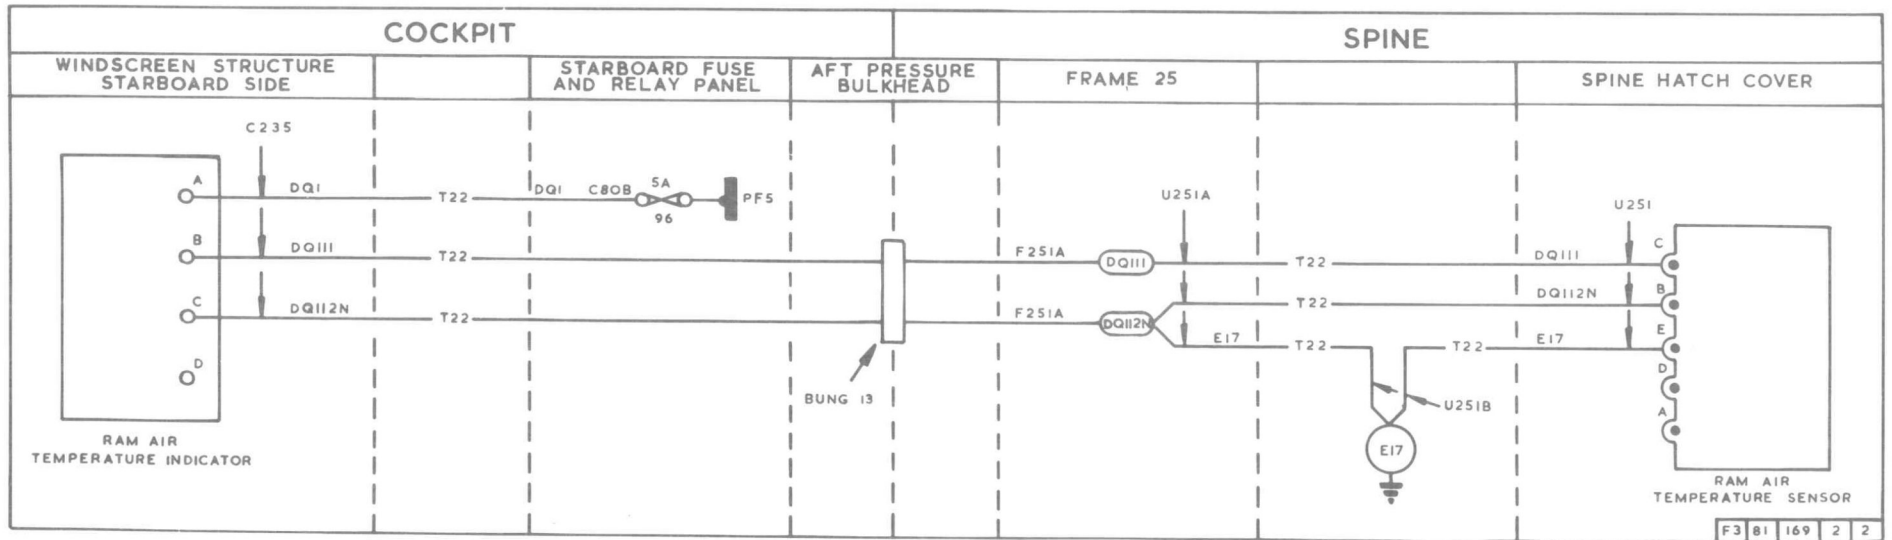 COCKPIT
SPINE
WINDSCREEN STRUCTURE
STARBOARD SIDE
STARBOARD FUSE
AND RELAY PANEL
AFT PRESSURE
BULKHEAD
FRAME 25
SPINE HATCH COVER
C235
A
DQ1
T22
DQ1
C80B
5A
96
PF5
B
DQ111
T22
C
DQ112N
T22
D
RAM AIR
TEMPERATURE INDICATOR
BUNG 13
F251A
DQ111
U251A
T22
DQ111
U251
C
F251A
DQ112N
T22
DQ112N
B
E17
T22
T22
E17
E
D
A
U251B
E17
RAM AIR
TEMPERATURE SENSOR
F3 81 169 2 2